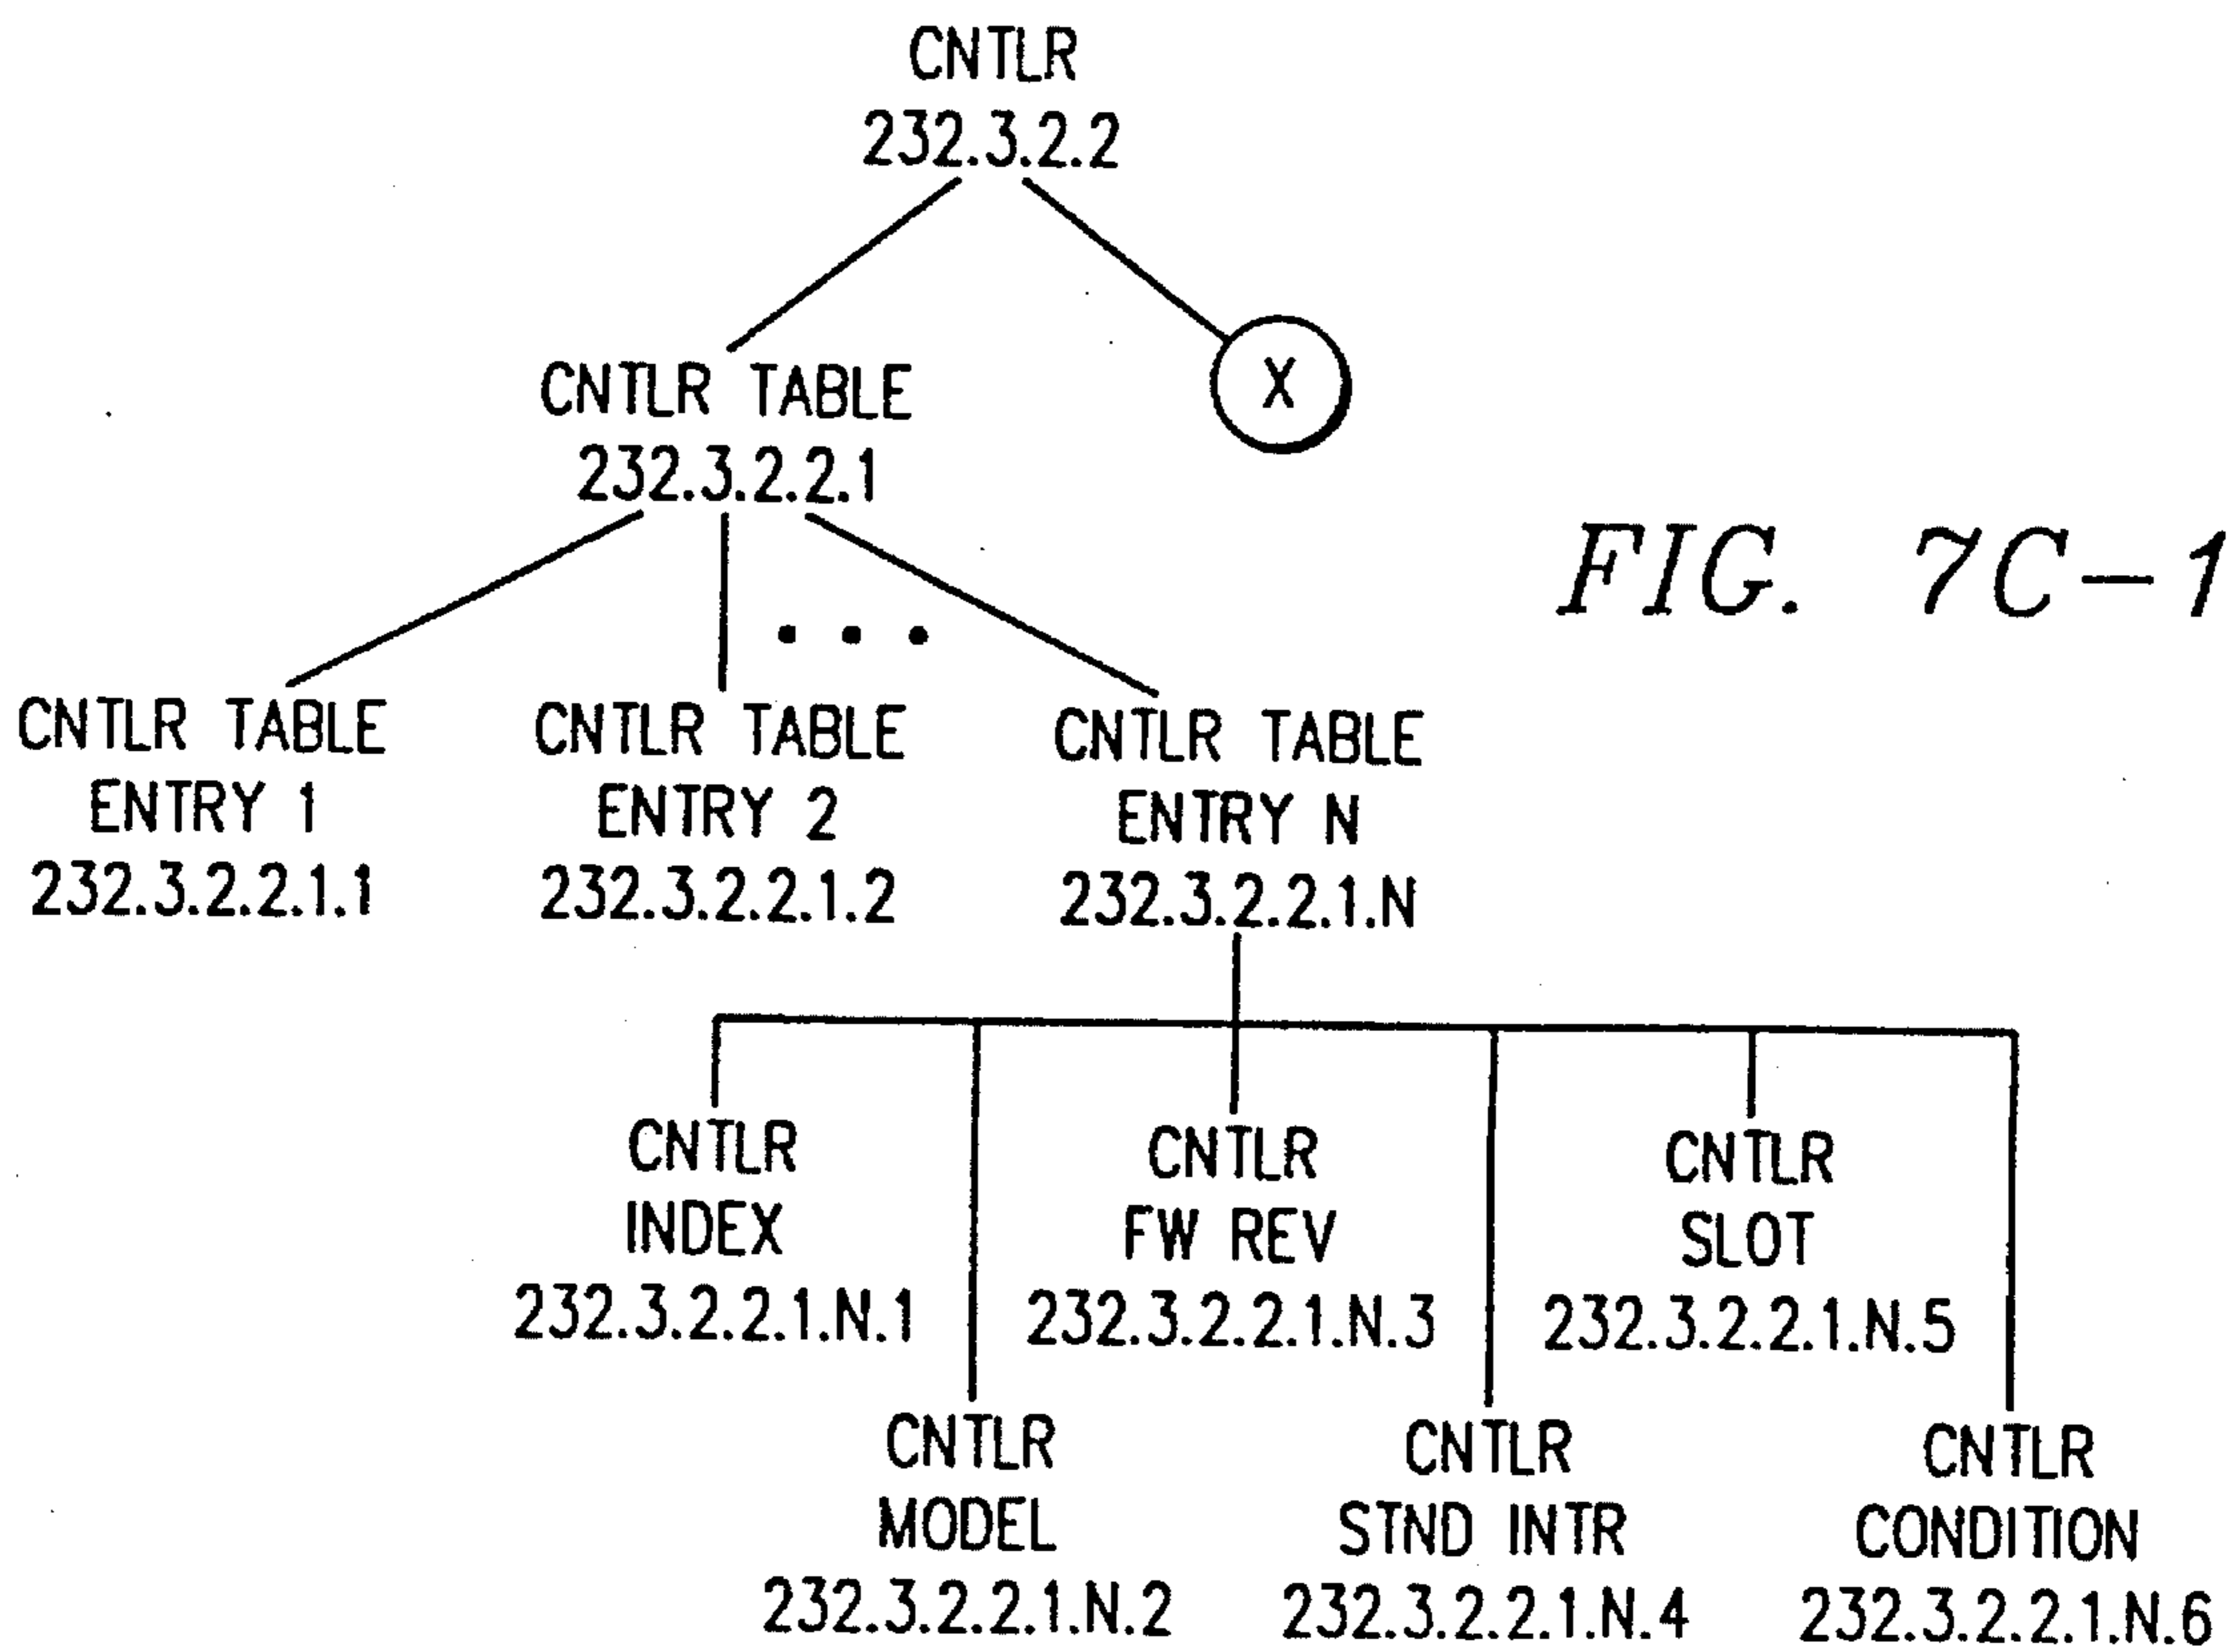 CNTLR
232.3.2.2
CNTLR TABLE
232.3.2.2.1
X
FIG. 7C-1
CNTLR TABLE
ENTRY 1
232.3.2.2.1.1
CNTLR TABLE
ENTRY 2
232.3.2.2.1.2
CNTLR TABLE
ENTRY N
232.3.2.2.1.N
CNTLR
INDEX
232.3.2.2.1.N.1
CNTLR
FW REV
232.3.2.2.1.N.3
CNTLR
SLOT
232.3.2.2.1.N.5
CNTLR
MODEL
232.3.2.2.1.N.2
CNTLR
STND INTR
232.3.2.2.1.N.4
CNTLR
CONDITION
232.3.2.2.1.N.6